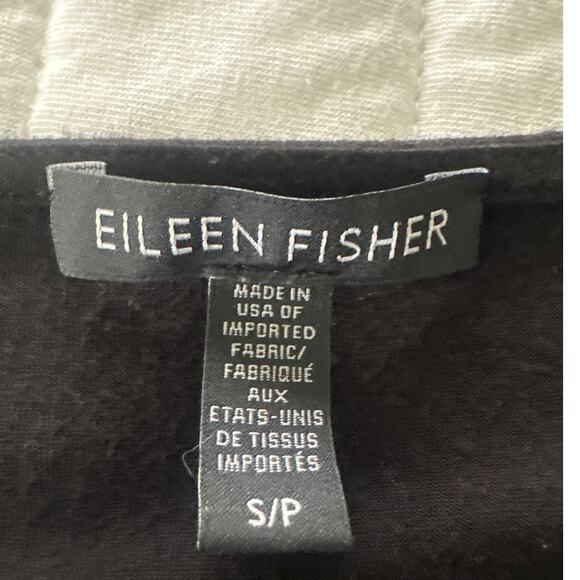 EILEEN FISHER
MADE IN
USA OF
IMPORTED
FABRIC/
FABRIQUÉ
AUX
ETATS-UNIS
DE TISSUS
IMPORTÉS
S/P